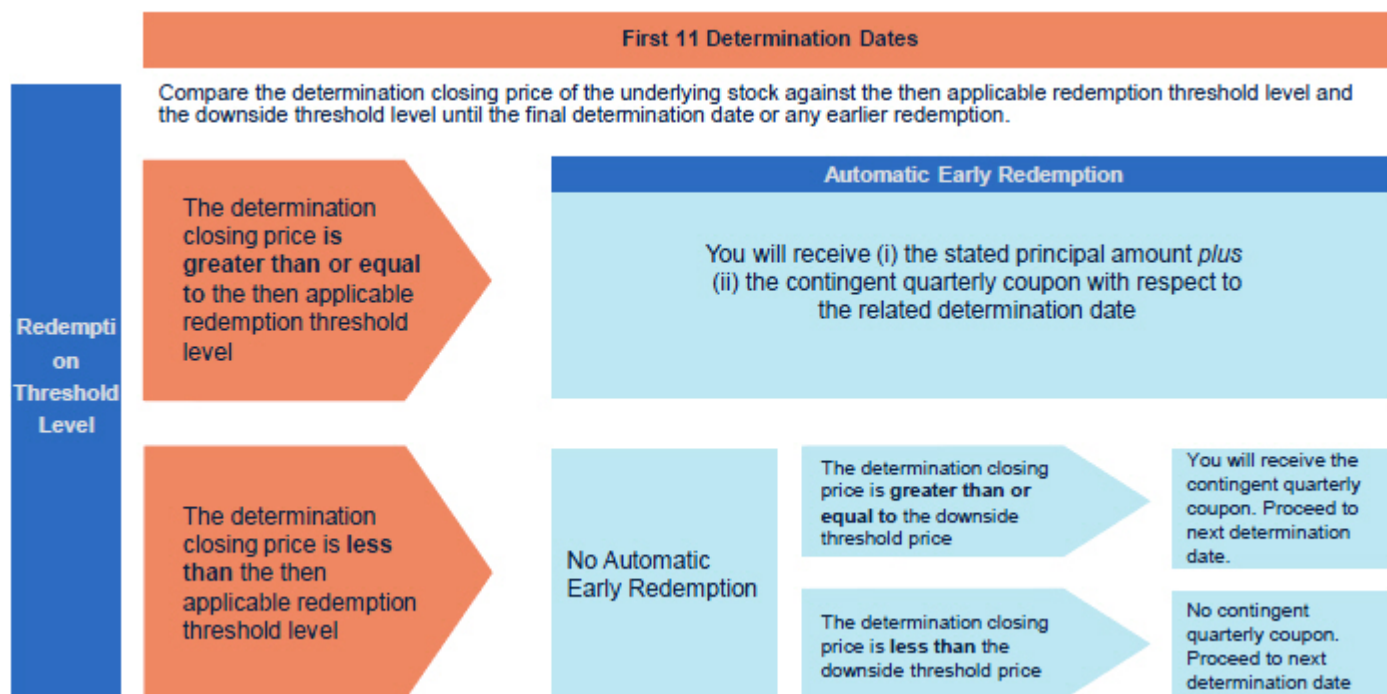 First 11 Determination Dates
Compare the determination closing price of the underlying stock against the then applicable redemption threshold level and
the downside threshold level until the final determination date or any earlier redemption.
Redempti
on
Threshold
Level
The determination
closing price is
greater than or equal
to the then applicable
redemption threshold
level
Automatic Early Redemption
You will receive (i) the stated principal amount plus
(ii) the contingent quarterly coupon with respect to
the related determination date
The determination
closing price is less
than the then
applicable redemption
threshold level
No Automatic
Early Redemption
The determination closing
price is greater than or
equal to the downside
threshold price
You will receive the
contingent quarterly
coupon. Proceed to
next determination
date.
The determination closing
price is less than the
downside threshold price
No contingent
quarterly coupon.
Proceed to next
determination date